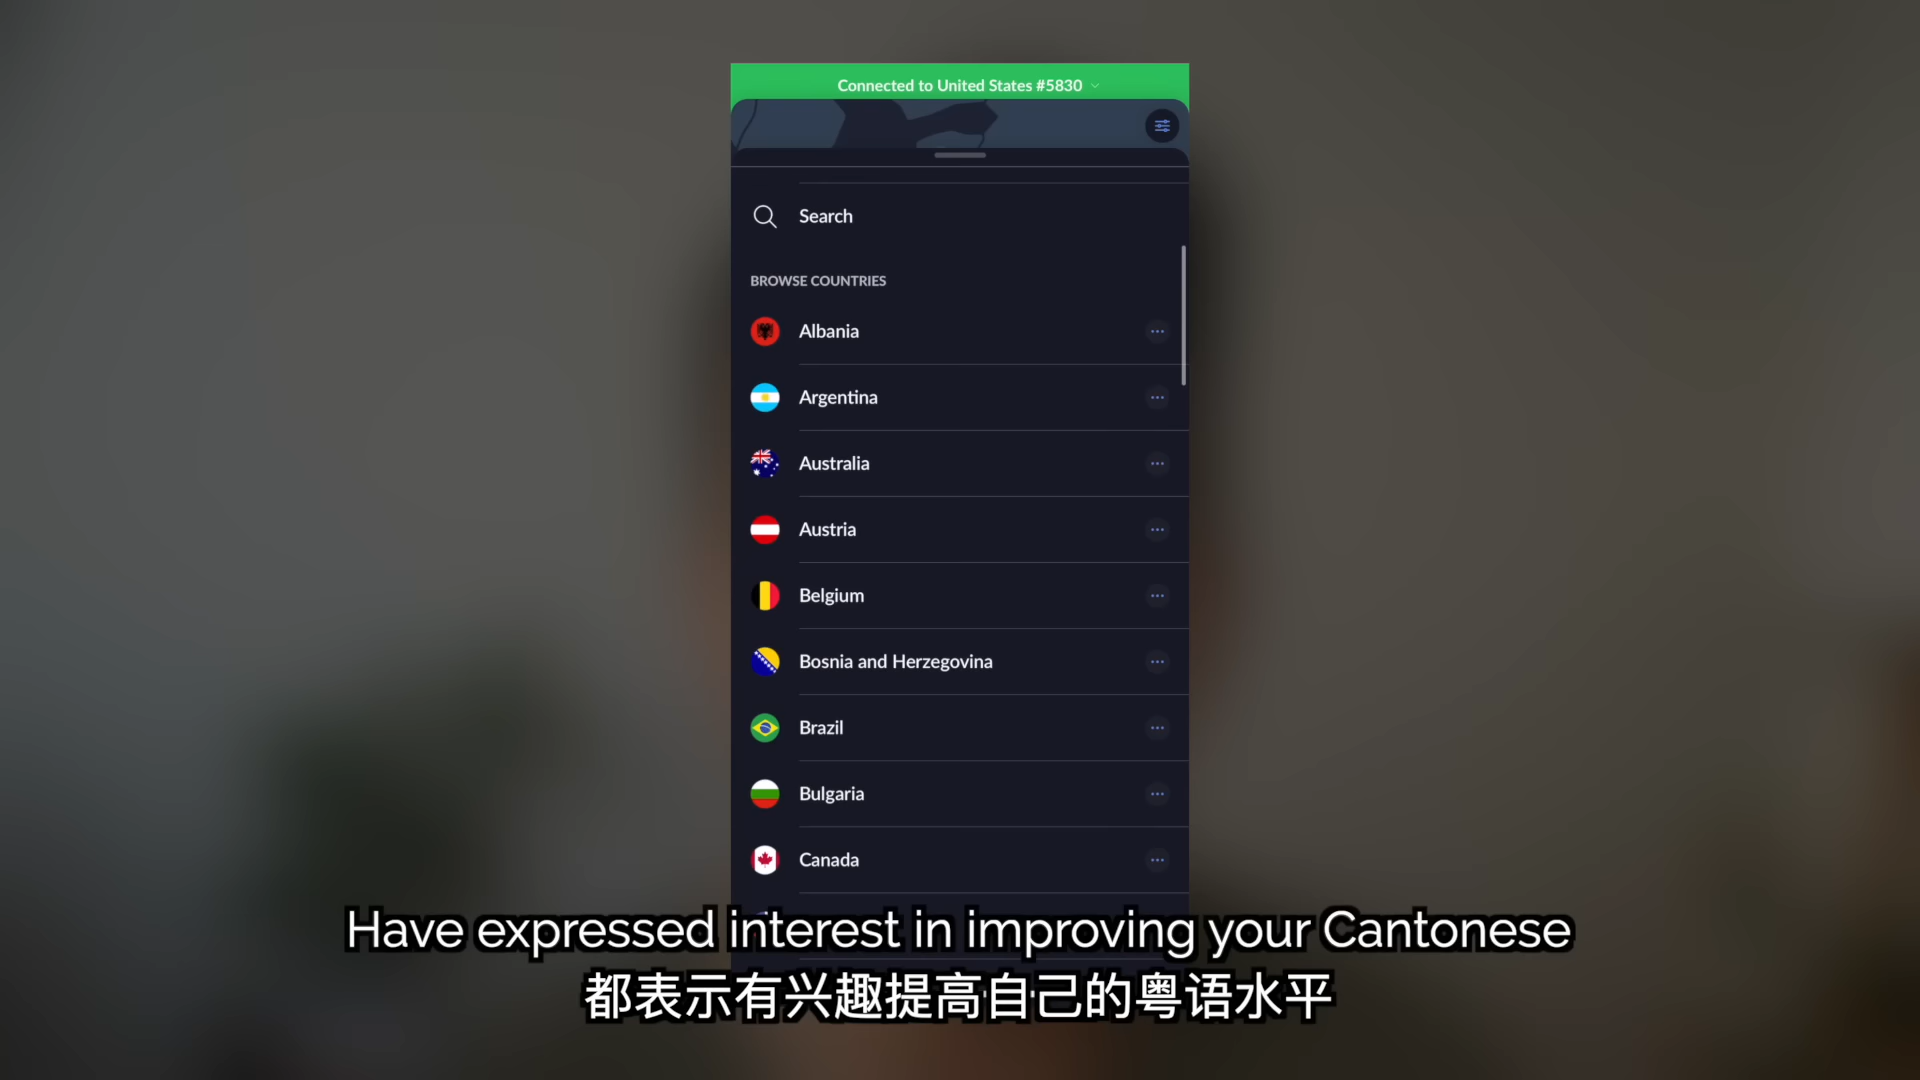 Connected to United States #5830
Search
BROWSE COUNTRIES
Albania
Argentina
Australia
Austria
Belgium
Bosnia and Herzegovina
Brazil
Bulgaria
Canada
Have expressed interest in improving your Cantonese
都表示有兴趣提高自己的粤语水平